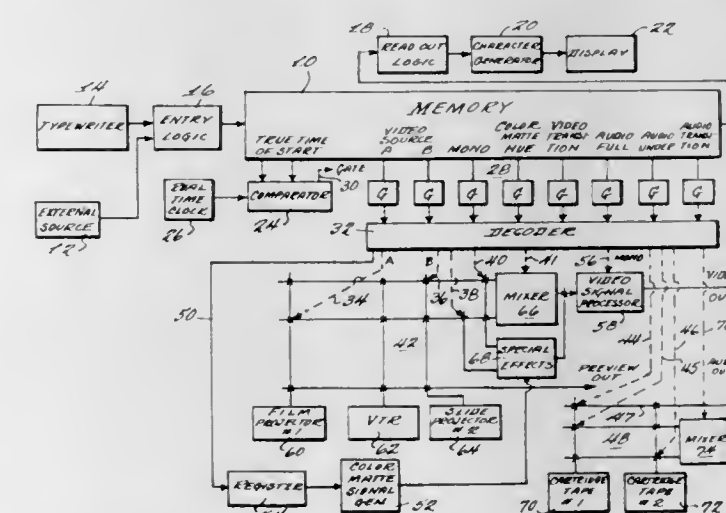 18
20
22
READ OUT
LOGIC
CHARACTER
GENERATOR
DISPLAY
10
14
16
TYPEWRITER
ENTRY
LOGIC
MEMORY
TRUE TIME
OF START
VIDEO
SOURCE
A
B
MONO
COLOR
MATTE
HUE
VIDEO
TRANSI
TION
AUDIO
FULL
AUDIO
UNDER
AUDIO
TRANSI
TION
28
GATE
30
REAL
TIME
CLOCK
26
COMPARATOR
24
G G G G G G G G
EXTERNAL
SOURCE
12
32
DECODER
A
B
40
41
56
MONO
34
36
38
MIXER
66
VIDEO
SIGNAL
PROCESSOR
58
50
42
68
SPECIAL
EFFECTS
44
46
45
PREVIEW
OUT
47
48
FILM
PROJECTOR
#1
60
VTR
62
SLIDE
PROJECTOR
#2
64
MIXER
74
REGISTER
COLOR
MATTE
SIGNAL
GEN
52
CARTRIDGE
TAPE
#1
70
CARTRIDGE
TAPE
#2
72